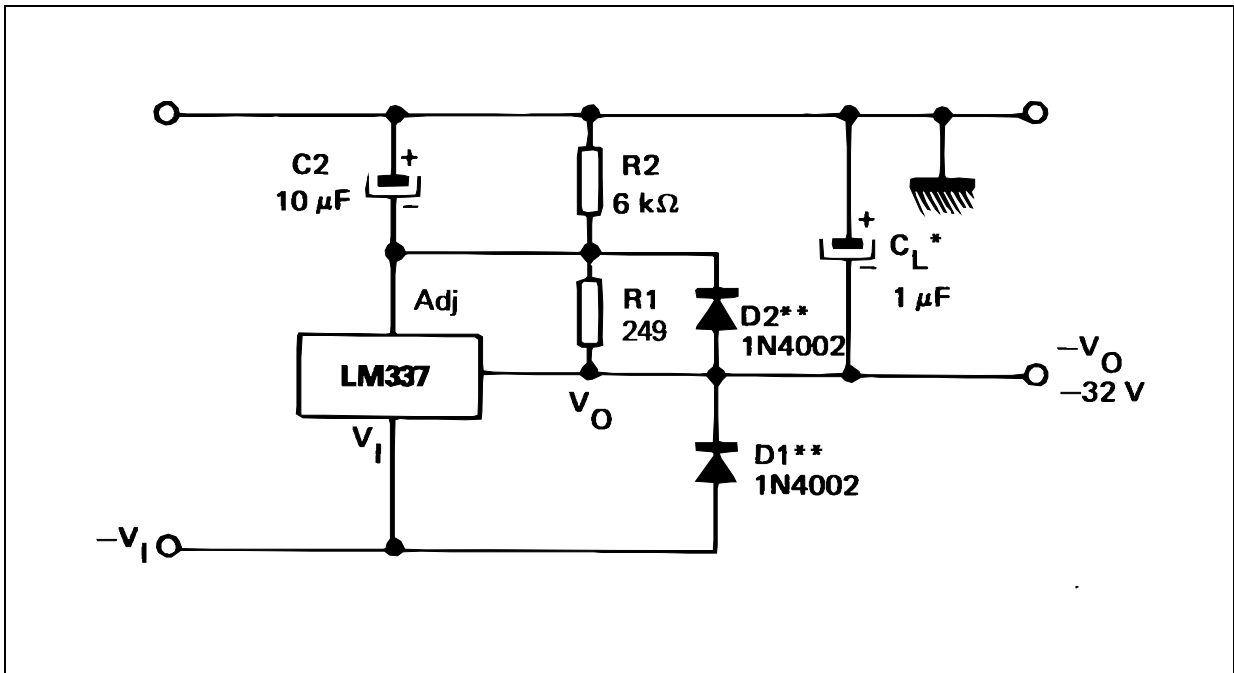 C2
10 μF
+
−
R2
6 kΩ
+
−
C_L*
1 μF
Adj
R1
249
D2**
1N4002
LM337
V_O
V_I
−V_O
−32 V
D1**
1N4002
−V_I